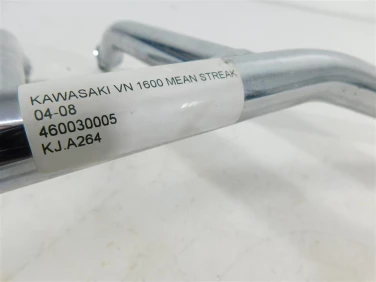 KAWASAKI VN 1600 MEAN STREAK
04-08
460030005
KJ.A264